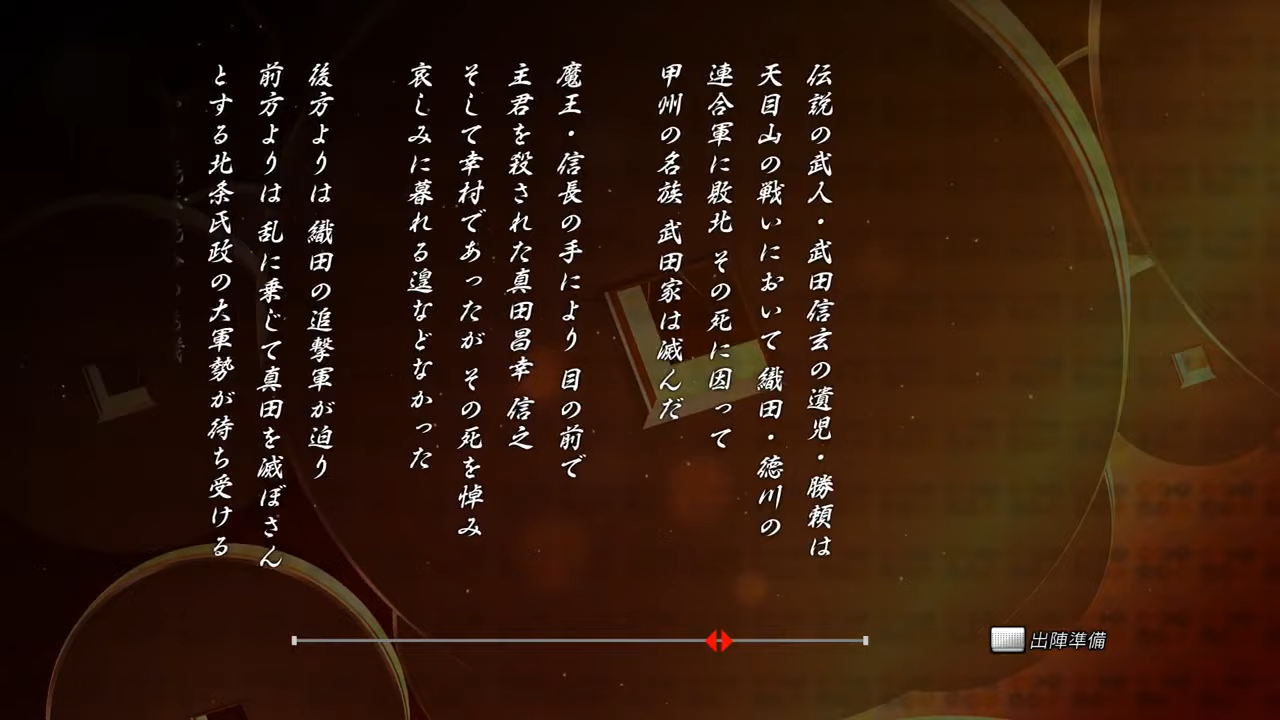 伝説の武人・武田信玄の遺児・勝頼は
天目山の戦いにおいて 織田・徳川の
連合軍に敗北 その死に因って
甲州の名族 武田家は滅んだ
魔王・信長の手により 目の前で
主君を殺された真田昌幸 信之
そして幸村であったが その死を悼み
哀しみに暮れる遑などなかった
後方よりは 織田の追撃軍が迫り
前方よりは 乱に乗じて真田を滅ぼさん
とする北条氏政の大軍勢が待ち受ける
出陣準備